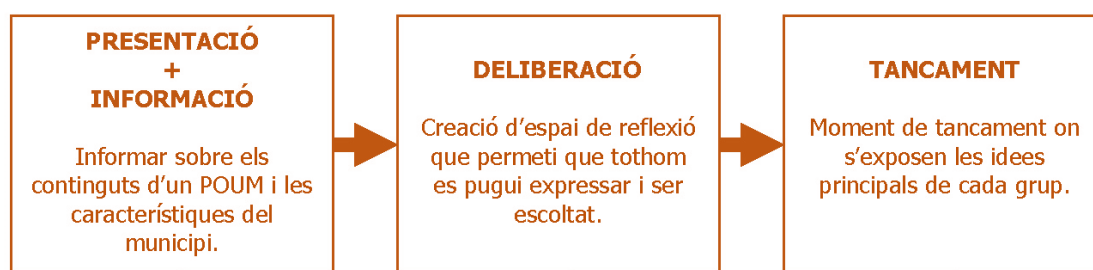 PRESENTACIÓ
+
INFORMACIÓ
Informar sobre els
continguts d'un POUM i les
característiques del
municipi.
DELIBERACIÓ
Creació d'espai de reflexió
que permeti que tothom
es pugui expressar i ser
escoltat.
TANCAMENT
Moment de tancament on
s'exposen les idees
principals de cada grup.